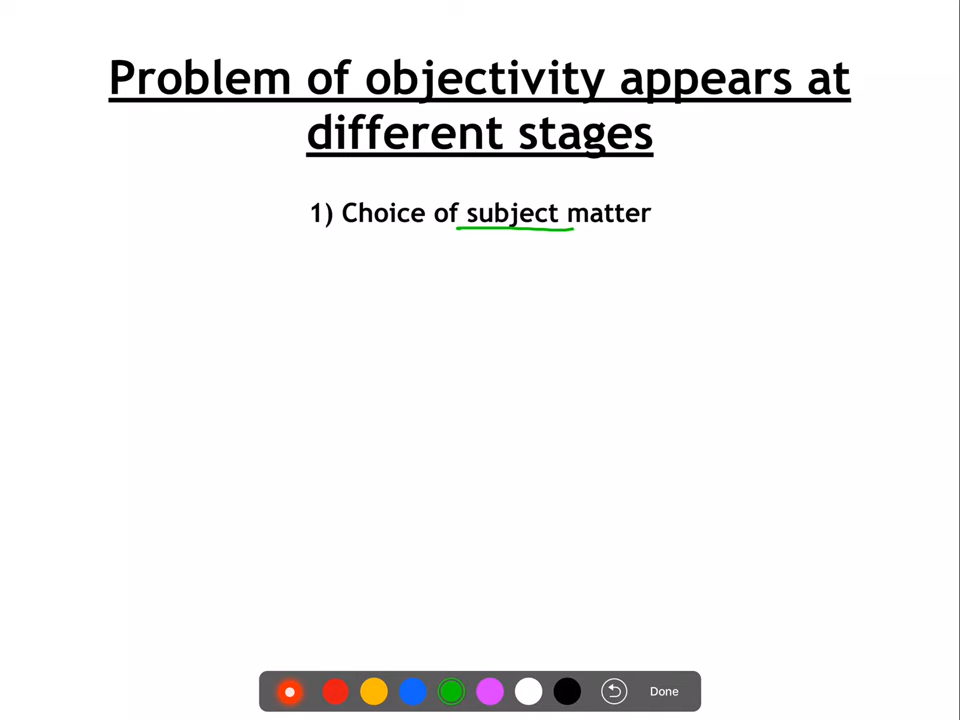 Problem of objectivity appears at
different stages
1) Choice of subject matter
Done